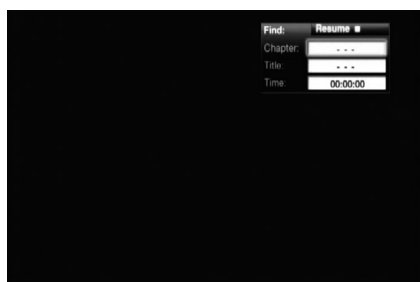 Find: Resume ■
Chapter: - - -
Title: - - -
Time: 00:00:00